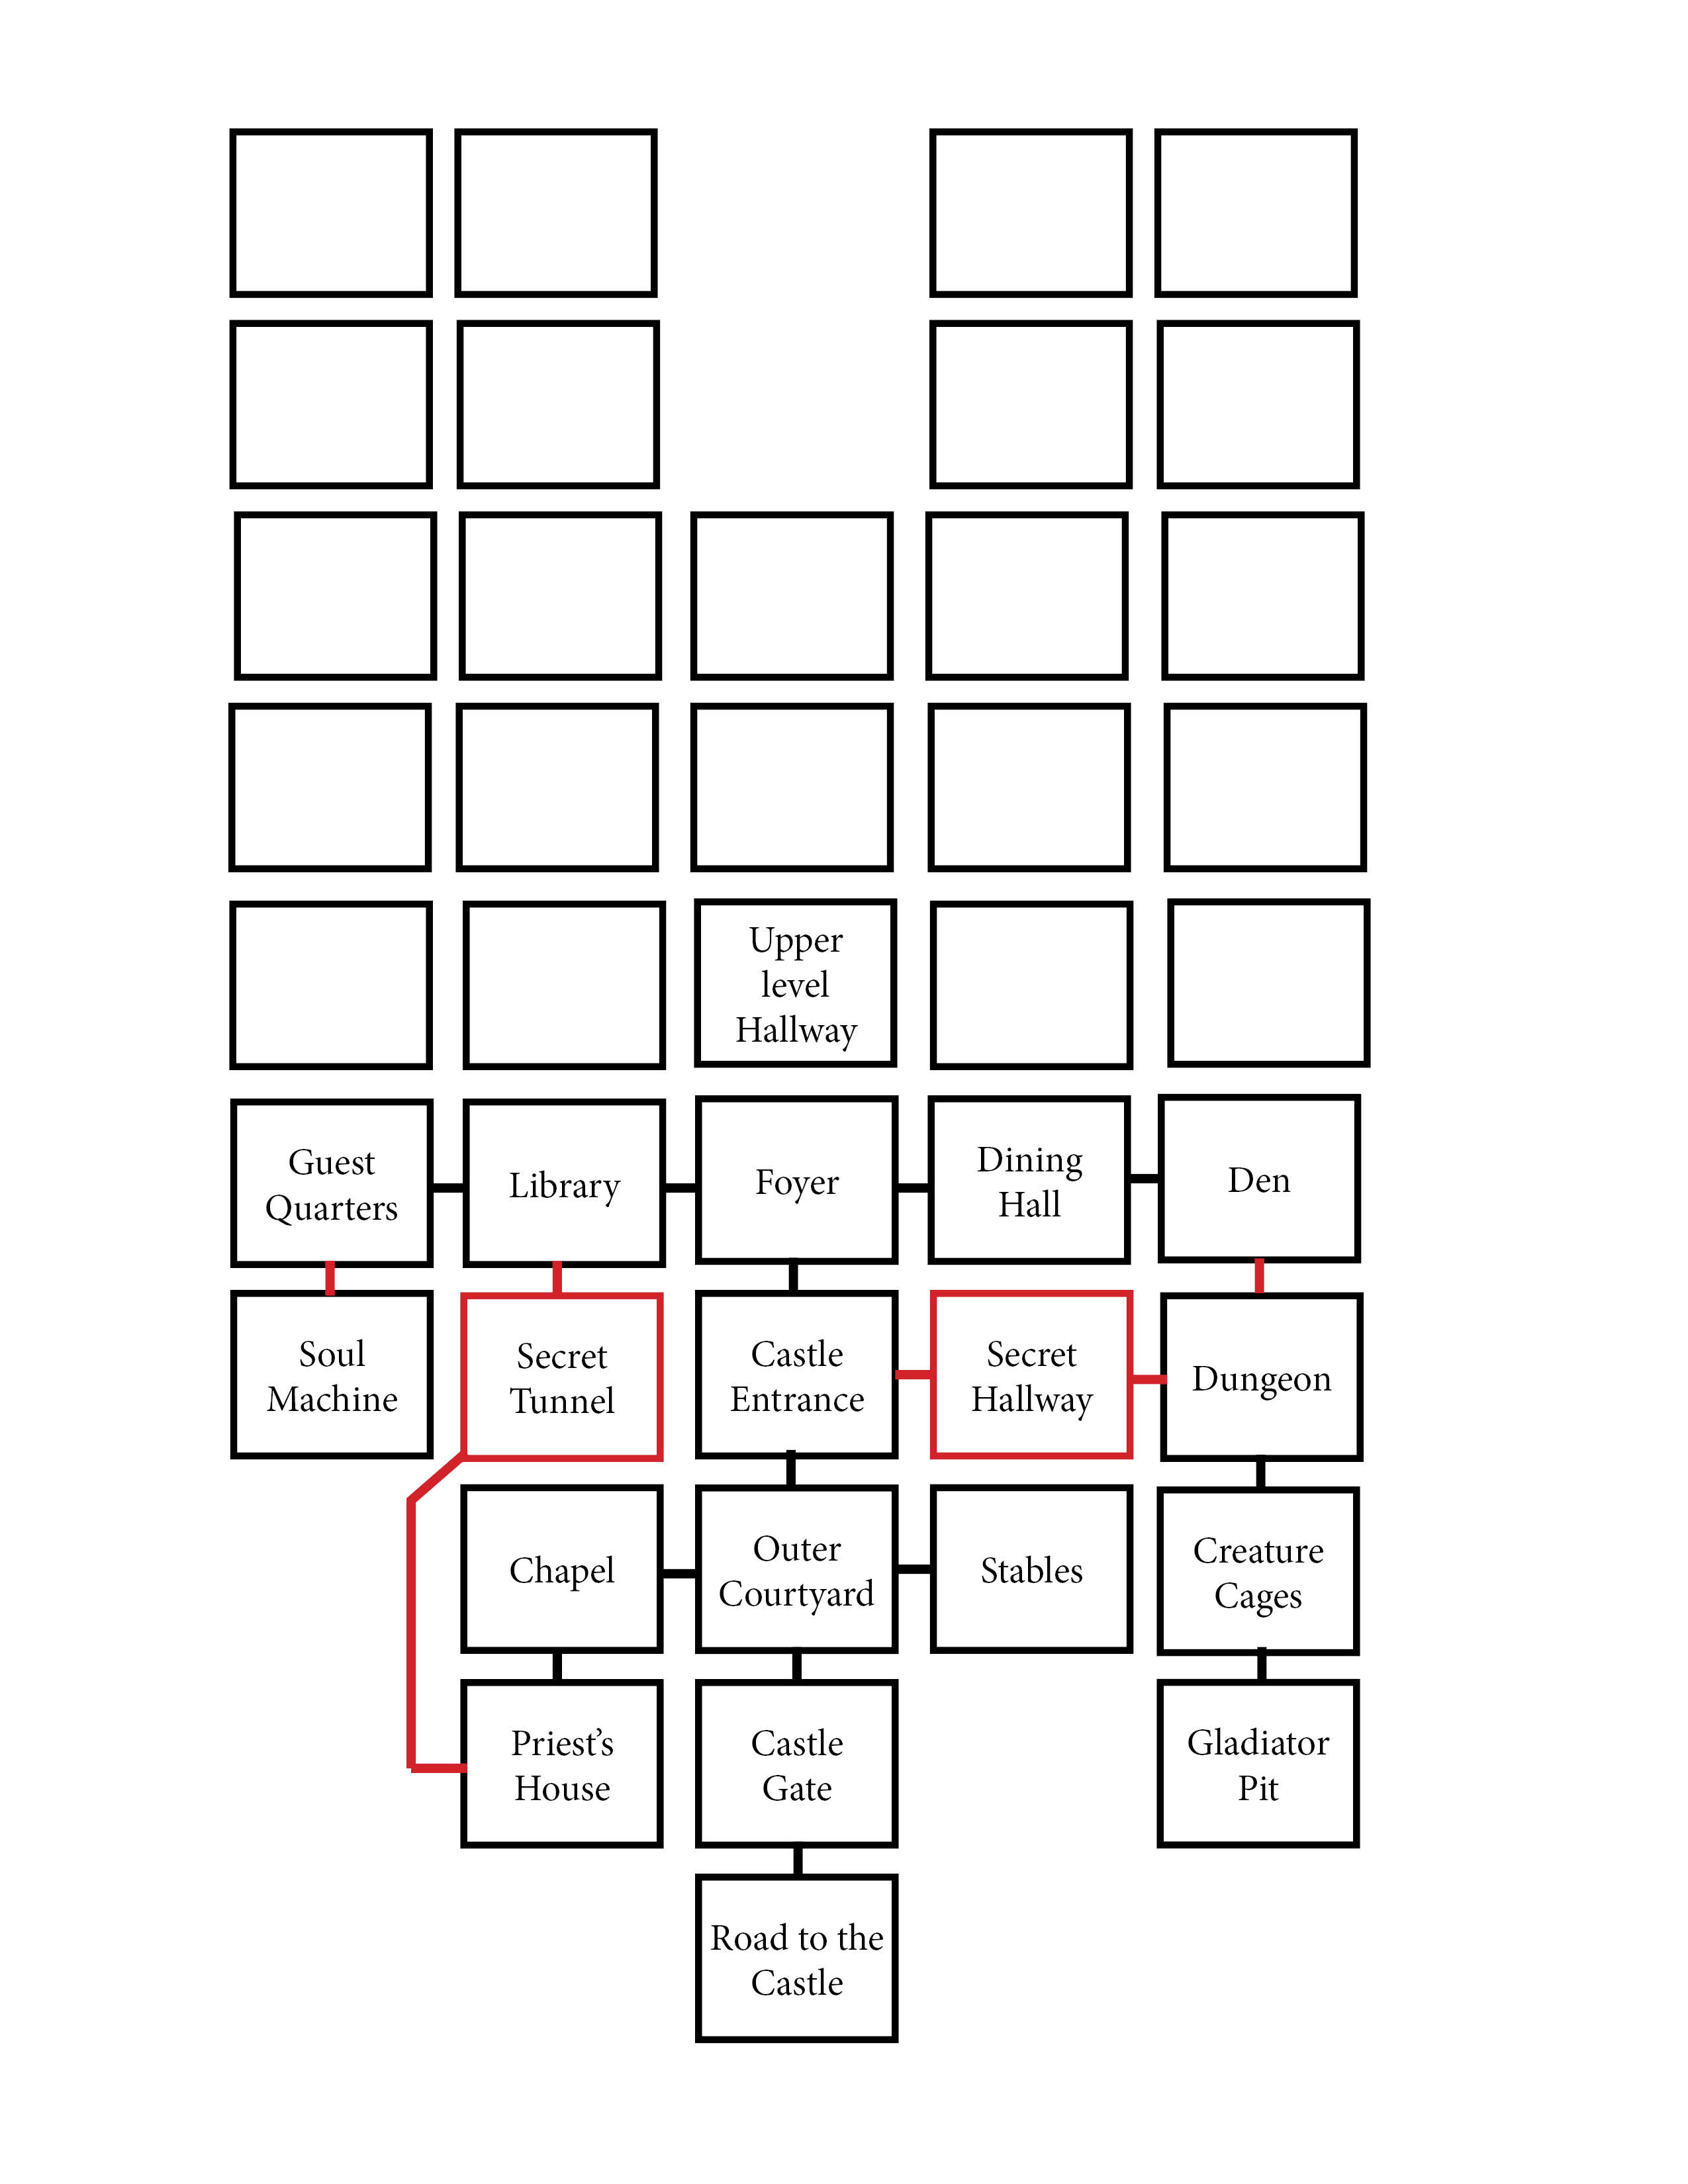 Upper
level
Hallway
Guest
Quarters
Library
Foyer
Dining
Hall
Den
Soul
Machine
Secret
Tunnel
Castle
Entrance
Secret
Hallway
Dungeon
Chapel
Outer
Courtyard
Stables
Creature
Cages
Priest’s
House
Castle
Gate
Gladiator
Pit
Road to the
Castle